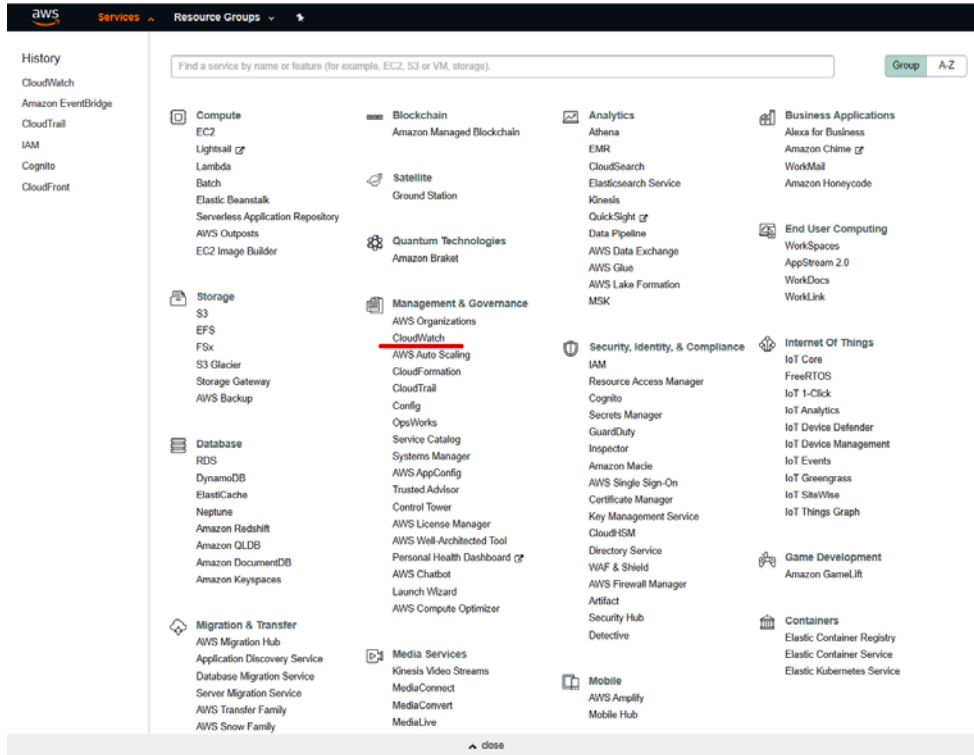 aws Services Resource Groups
History
CloudWatch
Amazon EventBridge
CloudTrail
IAM
Cognito
CloudFront
Find a service by name or feature (for example, EC2, S3 or VM, storage).
Group A-Z
Compute
EC2
Lightsail
Lambda
Batch
Elastic Beanstalk
Serverless Application Repository
AWS Outposts
EC2 Image Builder
Storage
S3
EFS
FSx
S3 Glacier
Storage Gateway
AWS Backup
Database
RDS
DynamoDB
ElastiCache
Neptune
Amazon Redshift
Amazon QLDB
Amazon DocumentDB
Amazon Keyspaces
Migration & Transfer
AWS Migration Hub
Application Discovery Service
Database Migration Service
Server Migration Service
AWS Transfer Family
AWS Snow Family
Blockchain
Amazon Managed Blockchain
Satellite
Ground Station
Quantum Technologies
Amazon Braket
Management & Governance
AWS Organizations
CloudWatch
AWS Auto Scaling
CloudFormation
CloudTrail
Config
OpsWorks
Service Catalog
Systems Manager
AWS AppConfig
Trusted Advisor
Control Tower
AWS License Manager
AWS Well-Architected Tool
Personal Health Dashboard
AWS Chatbot
Launch Wizard
AWS Compute Optimizer
Media Services
Kinesis Video Streams
MediaConnect
MediaConvert
MediaLive
Analytics
Athena
EMR
CloudSearch
Elasticsearch Service
Kinesis
QuickSight
Data Pipeline
AWS Data Exchange
AWS Glue
AWS Lake Formation
MSK
Security, Identity, & Compliance
IAM
Resource Access Manager
Cognito
Secrets Manager
GuardDuty
Inspector
Amazon Macie
AWS Single Sign-On
Certificate Manager
Key Management Service
CloudHSM
Directory Service
WAF & Shield
AWS Firewall Manager
Artifact
Security Hub
Detective
Mobile
AWS Amplify
Mobile Hub
Business Applications
Alexa for Business
Amazon Chime
WorkMail
Amazon Honeycode
End User Computing
WorkSpaces
AppStream 2.0
WorkDocs
WorkLink
Internet Of Things
IoT Core
FreeRTOS
IoT 1-Click
IoT Analytics
IoT Device Defender
IoT Device Management
IoT Events
IoT Greengrass
IoT SiteWise
IoT Things Graph
Game Development
Amazon GameLift
Containers
Elastic Container Registry
Elastic Container Service
Elastic Kubernetes Service
close